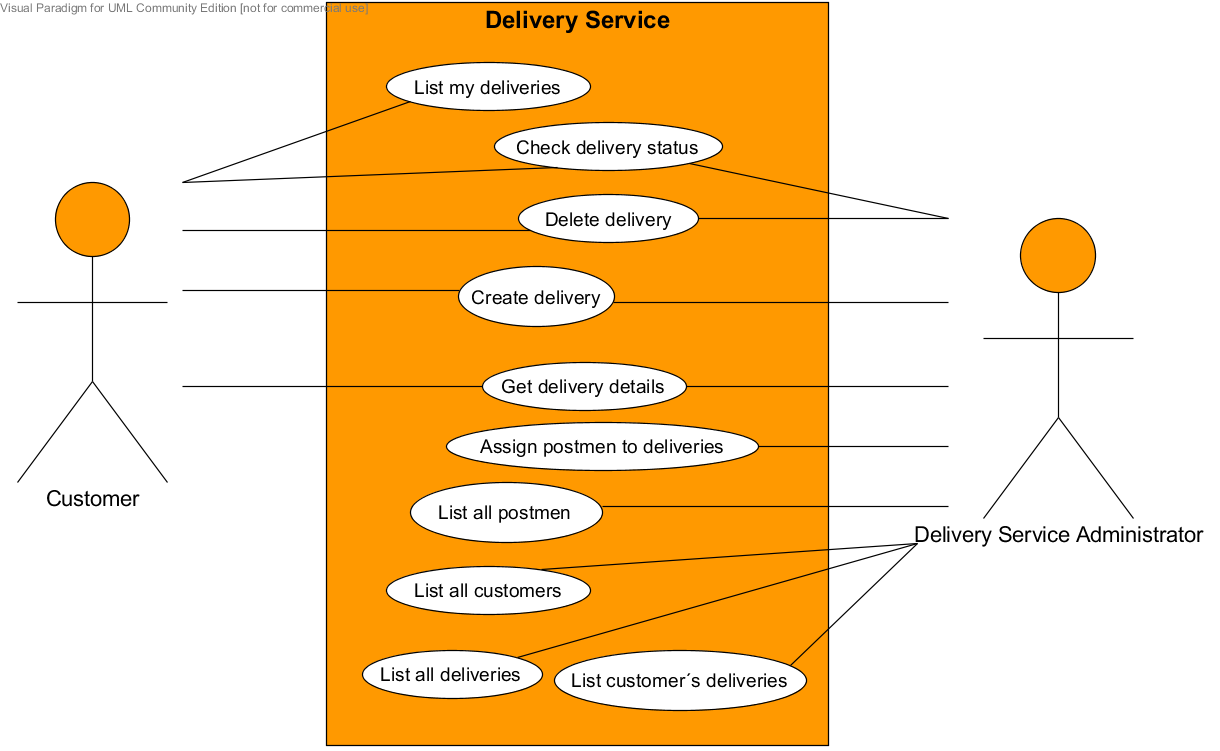 Visual Paradigm for UML Community Edition [not for commercial use]
Delivery Service
List my deliveries
Check delivery status
Delete delivery
Create delivery
Get delivery details
Assign postmen to deliveries
Customer
List all postmen
Delivery Service Administrator
List all customers
List all deliveries
List customer´s deliveries